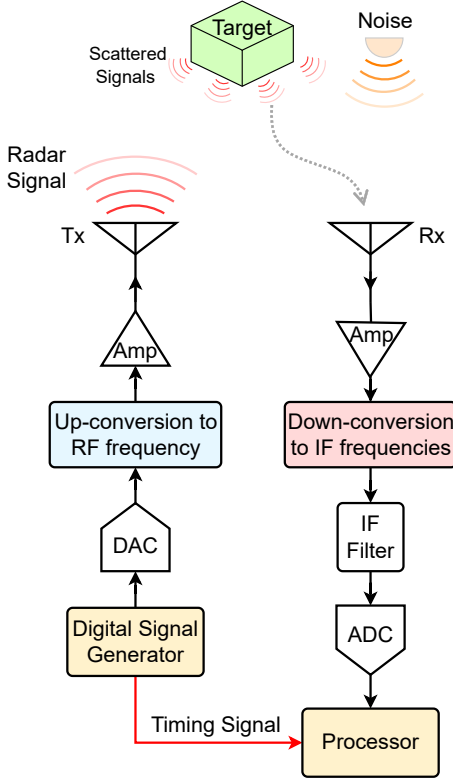 Target
Noise
Scattered
Signals
Radar
Signal
Tx
Rx
Amp
Amp
Up-conversion to
RF frequency
Down-conversion
to IF frequencies
DAC
IF
Filter
Digital Signal
Generator
ADC
Timing Signal
Processor